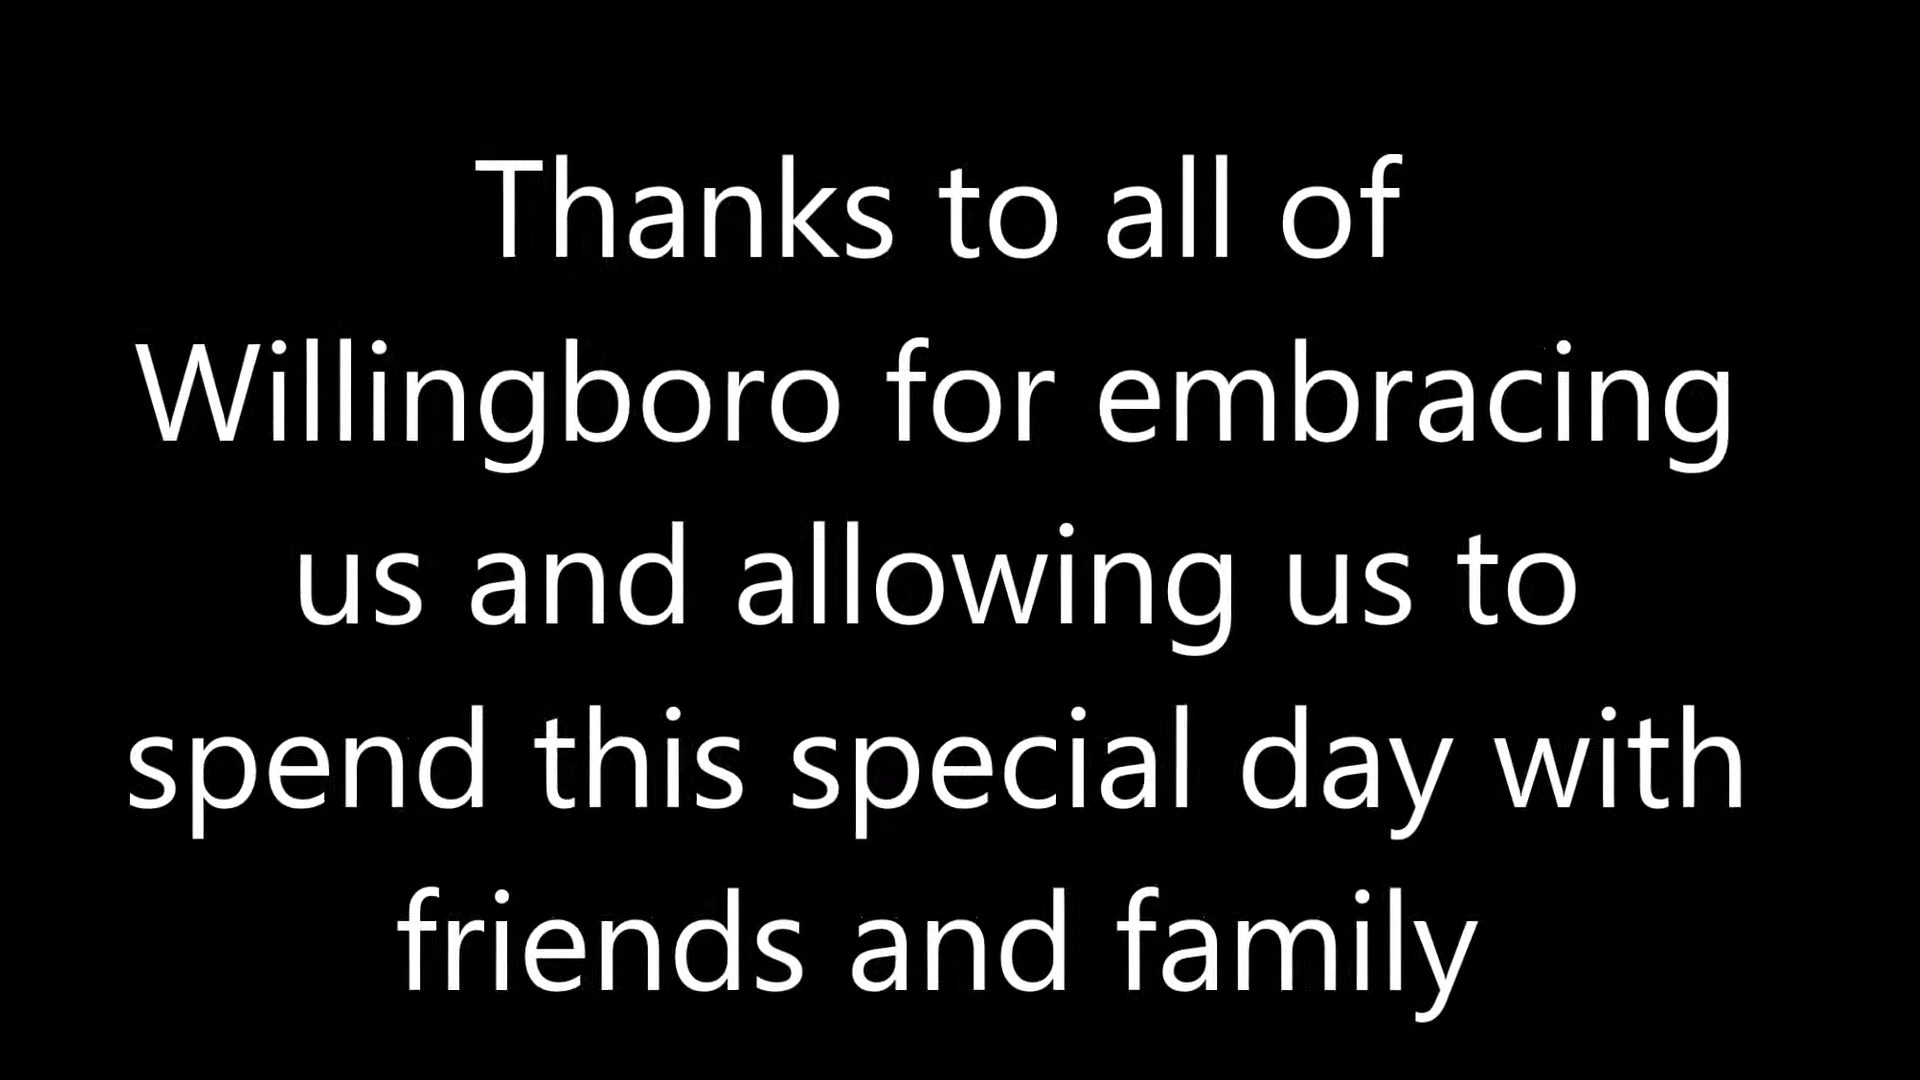 Thanks to all of
Willingboro for embracing
us and allowing us to
spend this special day with
friends and family